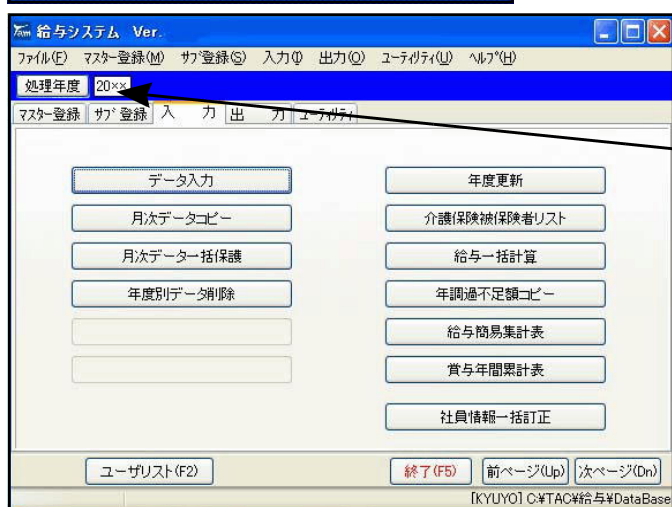 給与システム Ver.
ファイル(F) マスター登録(M) サブ登録(S) 入力(I) 出力(O) ユーティリティ(U) ヘルプ(H)
処理年度 20××
マスター登録 サブ登録 入 力 出 力 ユーティリティ
データ入力 年度更新
月次データコピー 介護保険被保険者リスト
月次データ一括保護 給与一括計算
年度別データ削除 年調過不足額コピー
給与簡易集計表
賞与年間累計表
社員情報一括訂正
ユーザリスト(F2) 終了(F5) 前ページ(Up) 次ページ(Dn)
[KYUYO] C:¥TAC¥給与¥DataBase